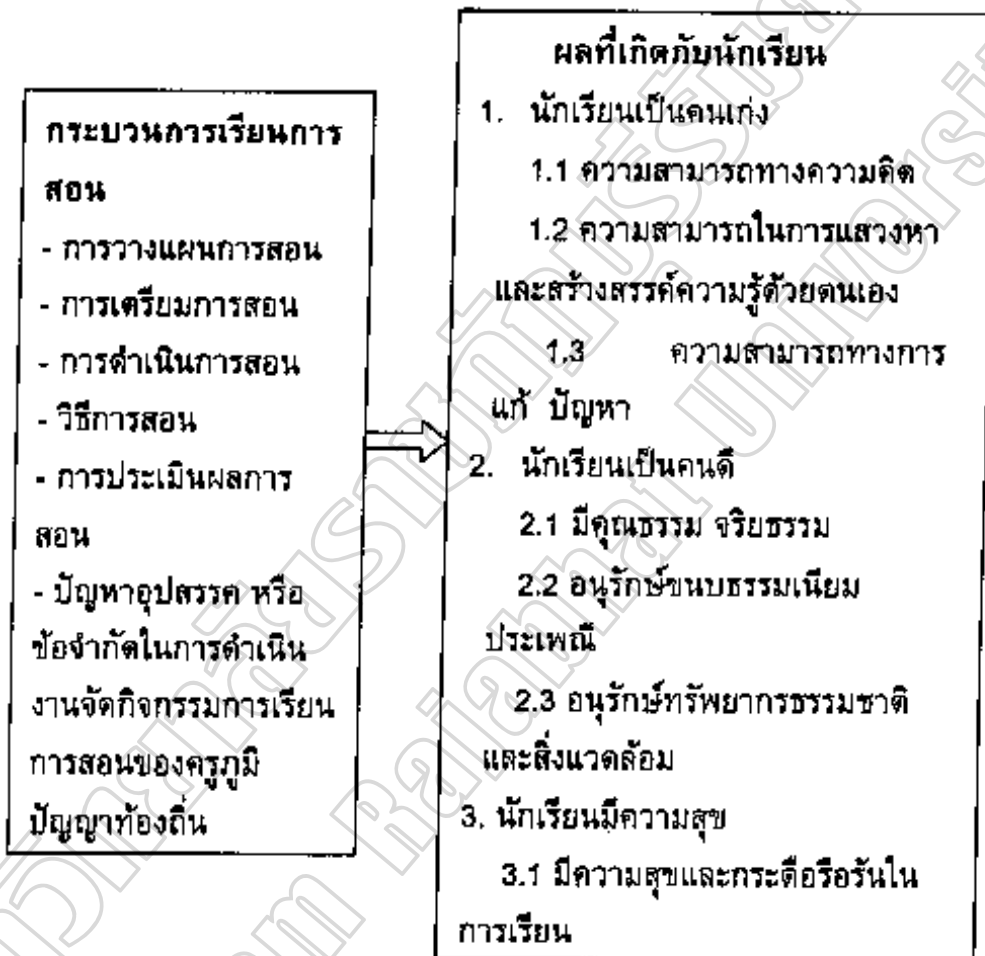 กระบวนการเรียนการ
สอน
- การวางแผนการสอน
- การเตรียมการสอน
- การดำเนินการสอน
- วิธีการสอน
- การประเมินผลการ
สอน
- ปัญหาอุปสรรค หรือ
ข้อจำกัดในการดำเนิน
งานจัดกิจกรรมการเรียน
การสอนของครูภูมิ
ปัญญาท้องถิ่น
ผลที่เกิดกับนักเรียน
1. นักเรียนเป็นคนเก่ง
1.1 ความสามารถทางความคิด
1.2 ความสามารถในการแสวงหา
และสร้างสรรค์ความรู้ด้วยตนเอง
1.3 ความสามารถทางการ
แก้ ปัญหา
2. นักเรียนเป็นคนดี
2.1 มีคุณธรรม จริยธรรม
2.2 อนุรักษ์ขนบธรรมเนียม
ประเพณี
2.3 อนุรักษ์ทรัพยากรธรรมชาติ
และสิ่งแวดล้อม
3. นักเรียนมีความสุข
3.1 มีความสุขและกระตือรือร้นใน
การเรียน